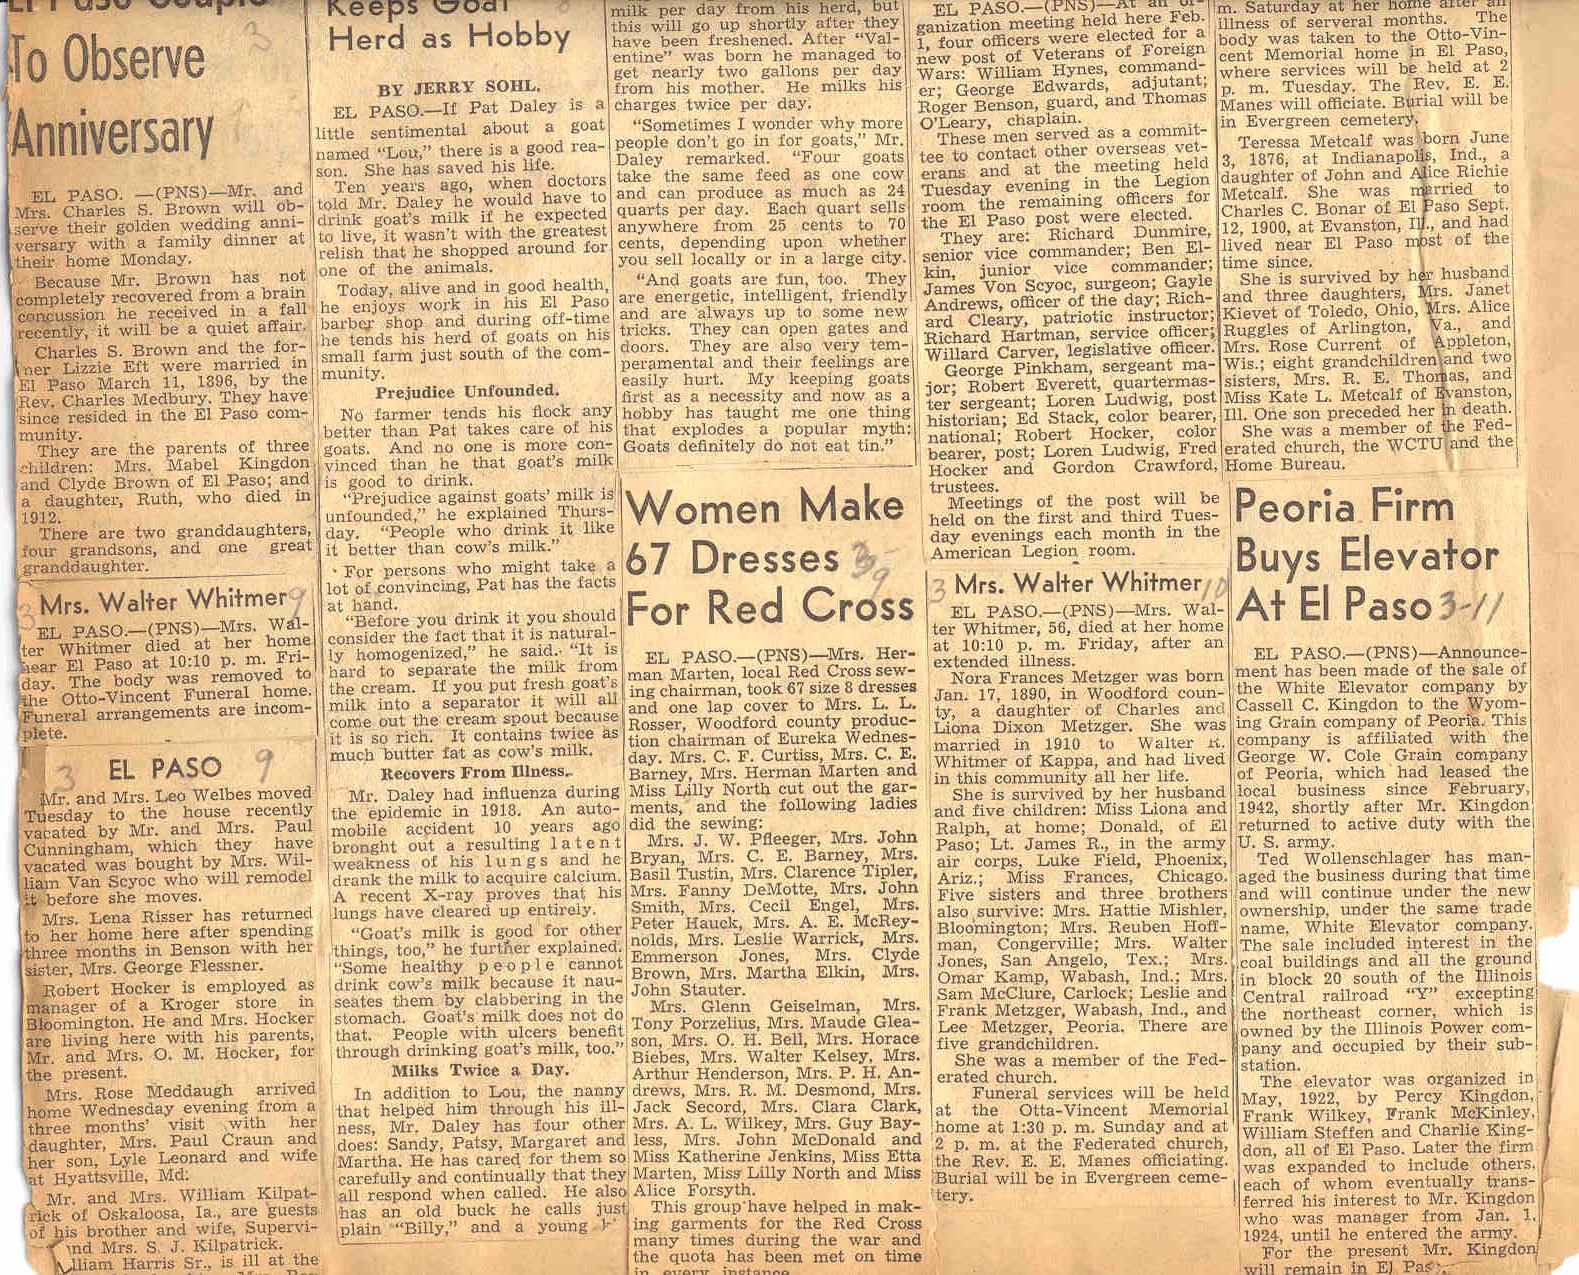 El Paso Couple
To Observe
Anniversary
3
EL PASO. —(PNS)—Mr. and
Mrs. Charles S. Brown will ob-
serve their golden wedding anni-
versary with a family dinner at
their home Monday.
Because Mr. Brown has not
completely recovered from a brain
concussion he received in a fall
recently, it will be a quiet affair.
Charles S. Brown and the for-
ner Lizzie Eft were married in
El Paso March 11, 1896, by the
Rev. Charles Medbury. They have
since resided in the El Paso com-
munity.
They are the parents of three
children: Mrs. Mabel Kingdon
and Clyde Brown of El Paso; and
a daughter, Ruth, who died in
1912.
There are two granddaughters,
four grandsons, and one great
granddaughter.
3 Mrs. Walter Whitmer 9
EL PASO.—(PNS)—Mrs. Wal-
ter Whitmer died at her home
near El Paso at 10:10 p. m. Fri-
day. The body was removed to
the Otto-Vincent Funeral home.
Funeral arrangements are incom-
plete.
3 EL PASO 9
Mr. and Mrs. Leo Welbes moved
Tuesday to the house recently
vacated by Mr. and Mrs. Paul
Cunningham, which they have
vacated was bought by Mrs. Wil-
liam Van Scyoc who will remodel
it before she moves.
Mrs. Lena Risser has returned
to her home here after spending
three months in Benson with her
sister, Mrs. George Flessner.
Robert Hocker is employed as
manager of a Kroger store in
Bloomington. He and Mrs. Hocker
are living here with his parents,
Mr. and Mrs. O. M. Hocker, for
the present.
Mrs. Rose Meddaugh arrived
home Wednesday evening from a
three months' visit with her
daughter, Mrs. Paul Craun and
her son, Lyle Leonard and wife
at Hyattsville, Md:
Mr. and Mrs. William Kilpat-
rick of Oskaloosa, Ia., are guests
of his brother and wife, Supervi-
and Mrs. S. J. Kilpatrick.
lliam Harris Sr., is ill at the
Keeps Goat
Herd as Hobby
BY JERRY SOHL.
EL PASO.—If Pat Daley is a
little sentimental about a goat
named "Lou," there is a good rea-
son. She has saved his life.
Ten years ago, when doctors
told Mr. Daley he would have to
drink goat's milk if he expected
to live, it wasn't with the greatest
relish that he shopped around for
one of the animals.
Today, alive and in good health,
he enjoys work in his El Paso
barber shop and during off-time
he tends his herd of goats on his
small farm just south of the com-
munity.
Prejudice Unfounded.
No farmer tends his flock any
better than Pat takes care of his
goats. And no one is more con-
vinced than he that goat's milk
is good to drink.
"Prejudice against goats' milk is
unfounded," he explained Thurs-
day. "People who drink it like
it better than cow's milk."
For persons who might take a
lot of convincing, Pat has the facts
at hand.
"Before you drink it you should
consider the fact that it is natural-
ly homogenized," he said. "It is
hard to separate the milk from
the cream. If you put fresh goat's
milk into a separator it will all
come out the cream spout because
it is so rich. It contains twice as
much butter fat as cow's milk.
Recovers From Illness.
Mr. Daley had influenza during
the epidemic in 1918. An auto-
mobile accident 10 years ago
brought out a resulting latent
weakness of his lungs and he
drank the milk to acquire calcium.
A recent X-ray proves that his
lungs have cleared up entirely.
"Goat's milk is good for other
things, too," he further explained.
"Some healthy people cannot
drink cow's milk because it nau-
seates them by clabbering in the
stomach. Goat's milk does not do
that. People with ulcers benefit
through drinking goat's milk, too."
Milks Twice a Day.
In addition to Lou, the nanny
that helped him through his ill-
ness, Mr. Daley has four other
does: Sandy, Patsy, Margaret and
Martha. He has cared for them so
carefully and continually that they
all respond when called. He also
has an old buck he calls just
plain "Billy," and a young
milk per day from his herd, but
this will go up shortly after they
have been freshened. After "Val-
entine" was born he managed to
get nearly two gallons per day
from his mother. He milks his
charges twice per day.
"Sometimes I wonder why more
people don't go in for goats," Mr.
Daley remarked. "Four goats
take the same feed as one cow
and can produce as much as 24
quarts per day. Each quart sells
anywhere from 25 cents to 70
cents, depending upon whether
you sell locally or in a large city.
"And goats are fun, too. They
are energetic, intelligent, friendly
and are always up to some new
tricks. They can open gates and
doors. They are also very tem-
peramental and their feelings are
easily hurt. My keeping goats
first as a necessity and now as a
hobby has taught me one thing
that explodes a popular myth:
Goats definitely do not eat tin."
Women Make
67 Dresses 3-9
For Red Cross
EL PASO.—(PNS)—Mrs. Her-
man Marten, local Red Cross sew-
ing chairman, took 67 size 8 dresses
and one lap cover to Mrs. L. L.
Rosser, Woodford county produc-
tion chairman of Eureka Wednes-
day. Mrs. C. F. Curtiss, Mrs. C. E.
Barney, Mrs. Herman Marten and
Miss Lilly North cut out the gar-
ments, and the following ladies
did the sewing:
Mrs. J. W. Pfleeger, Mrs. John
Bryan, Mrs. C. E. Barney, Mrs.
Basil Tustin, Mrs. Clarence Tipler,
Mrs. Fanny DeMotte, Mrs. John
Smith, Mrs. Cecil Engel, Mrs.
Peter Hauck, Mrs. A. E. McRey-
nolds, Mrs. Leslie Warrick, Mrs.
Emmerson Jones, Mrs. Clyde
Brown, Mrs. Martha Elkin, Mrs.
John Stauter.
Mrs. Glenn Geiselman, Mrs.
Tony Porzelius, Mrs. Maude Glea-
son, Mrs. O. H. Bell, Mrs. Horace
Biebes, Mrs. Walter Kelsey, Mrs.
Arthur Henderson, Mrs. P. H. An-
drews, Mrs. R. M. Desmond, Mrs.
Jack Secord, Mrs. Clara Clark,
Mrs. A. L. Wilkey, Mrs. Guy Bay-
less, Mrs. John McDonald and
Miss Katherine Jenkins, Miss Etta
Marten, Miss Lilly North and Miss
Alice Forsyth.
This group have helped in mak-
ing garments for the Red Cross
many times during the war and
the quota has been met on time
in every instance.
EL PASO.—(PNS)—At an or-
ganization meeting held here Feb.
1, four officers were elected for a
new post of Veterans of Foreign
Wars: William Hynes, command-
er; George Edwards, adjutant;
Roger Benson, guard, and Thomas
O'Leary, chaplain.
These men served as a commit-
tee to contact other overseas vet-
erans and at the meeting held
Tuesday evening in the Legion
room the remaining officers for
the El Paso post were elected.
They are: Richard Dunmire,
senior vice commander; Ben El-
kin, junior vice commander;
James Von Scyoc, surgeon; Gayle
Andrews, officer of the day; Rich-
ard Cleary, patriotic instructor;
Richard Hartman, service officer;
Willard Carver, legislative officer.
George Pinkham, sergeant ma-
jor; Robert Everett, quartermas-
ter sergeant; Loren Ludwig, post
historian; Ed Stack, color bearer,
national; Robert Hocker, color
bearer, post; Loren Ludwig, Fred
Hocker and Gordon Crawford,
trustees.
Meetings of the post will be
held on the first and third Tues-
day evenings each month in the
American Legion room.
3 Mrs. Walter Whitmer 10
EL PASO.—(PNS)—Mrs. Wal-
ter Whitmer, 56, died at her home
at 10:10 p. m. Friday, after an
extended illness.
Nora Frances Metzger was born
Jan. 17, 1890, in Woodford coun-
ty, a daughter of Charles and
Liona Dixon Metzger. She was
married in 1910 to Walter R.
Whitmer of Kappa, and had lived
in this community all her life.
She is survived by her husband
and five children: Miss Liona and
Ralph, at home; Donald, of El
Paso; Lt. James R., in the army
air corps, Luke Field, Phoenix,
Ariz.; Miss Frances, Chicago.
Five sisters and three brothers
also survive: Mrs. Hattie Mishler,
Bloomington; Mrs. Reuben Hoff-
man, Congerville; Mrs. Walter
Jones, San Angelo, Tex.; Mrs.
Omar Kamp, Wabash, Ind.; Mrs.
Sam McClure, Carlock; Leslie and
Frank Metzger, Wabash, Ind., and
Lee Metzger, Peoria. There are
five grandchildren.
She was a member of the Fed-
erated church.
Funeral services will be held
at the Otta-Vincent Memorial
home at 1:30 p. m. Sunday and at
2 p. m. at the Federated church,
the Rev. E. E. Manes officiating.
Burial will be in Evergreen ceme-
tery.
m. Saturday at her home after an
illness of serveral months. The
body was taken to the Otto-Vin-
cent Memorial home in El Paso,
where services will be held at 2
p. m. Tuesday. The Rev. E. E.
Manes will officiate. Burial will be
in Evergreen cemetery.
Teressa Metcalf was born June
3, 1876, at Indianapolis, Ind., a
daughter of John and Alice Richie
Metcalf. She was married to
Charles C. Bonar of El Paso Sept.
12, 1900, at Evanston, Ill., and had
lived near El Paso most of the
time since.
She is survived by her husband
and three daughters, Mrs. Janet
Kievet of Toledo, Ohio, Mrs. Alice
Ruggles of Arlington, Va., and
Mrs. Rose Current of Appleton,
Wis.; eight grandchildren and two
sisters, Mrs. R. E. Thomas, and
Miss Kate L. Metcalf of Evanston,
Ill. One son preceded her in death.
She was a member of the Fed-
erated church, the WCTU and the
Home Bureau.
Peoria Firm
Buys Elevator
At El Paso 3-11
EL PASO.—(PNS)—Announce-
ment has been made of the sale of
the White Elevator company by
Cassell C. Kingdon to the Wyom-
ing Grain company of Peoria. This
company is affiliated with the
George W. Cole Grain company
of Peoria, which had leased the
local business since February,
1942, shortly after Mr. Kingdon
returned to active duty with the
U. S. army.
Ted Wollenschlager has man-
aged the business during that time
and will continue under the new
ownership, under the same trade
name, White Elevator company.
The sale included interest in the
coal buildings and all the ground
in block 20 south of the Illinois
Central railroad "Y" excepting
the northeast corner, which is
owned by the Illinois Power com-
pany and occupied by their sub-
station.
The elevator was organized in
May, 1922, by Percy Kingdon,
Frank Wilkey, Frank McKinley,
William Steffen and Charlie King-
don, all of El Paso. Later the firm
was expanded to include others,
each of whom eventually trans-
ferred his interest to Mr. Kingdon
who was manager from Jan. 1,
1924, until he entered the army.
For the present Mr. Kingdon
will remain in El Paso.